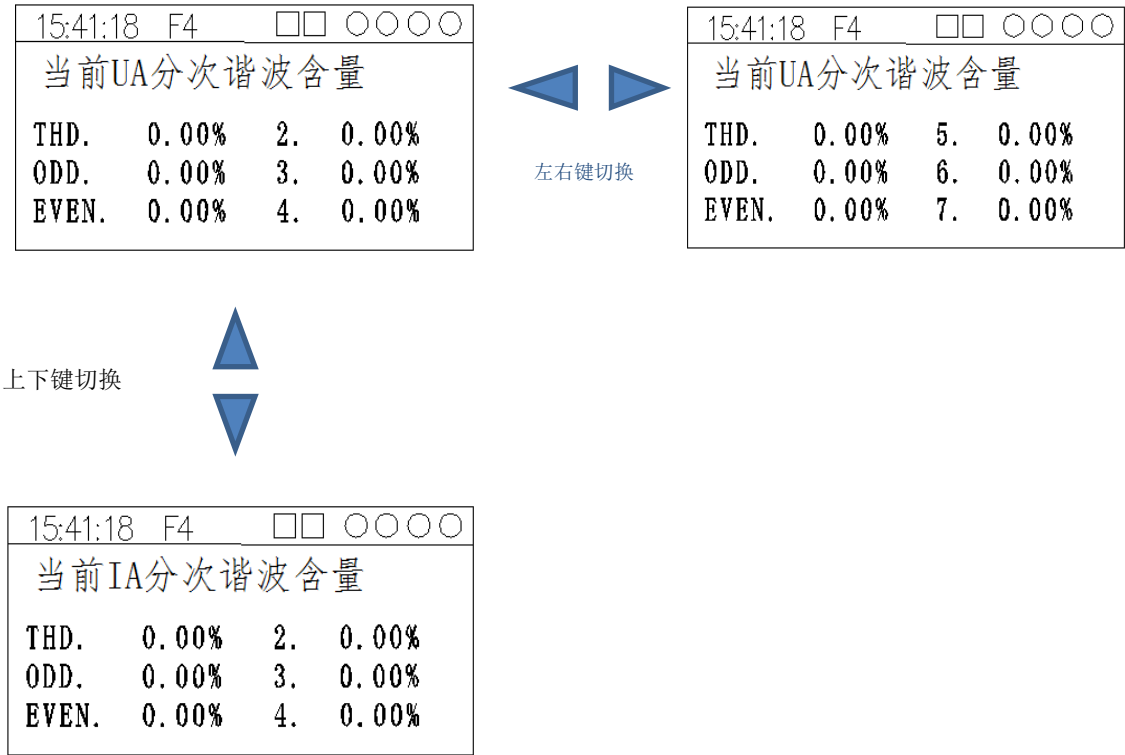 15:41:18 F4
当前UA分次谐波含量
THD. 0.00% 2. 0.00%
ODD. 0.00% 3. 0.00%
EVEN. 0.00% 4. 0.00%
左右键切换
15:41:18 F4
当前UA分次谐波含量
THD. 0.00% 5. 0.00%
ODD. 0.00% 6. 0.00%
EVEN. 0.00% 7. 0.00%
上下键切换
15:41:18 F4
当前IA分次谐波含量
THD. 0.00% 2. 0.00%
ODD. 0.00% 3. 0.00%
EVEN. 0.00% 4. 0.00%